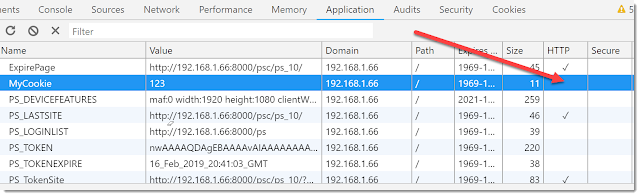 ents Console Sources Network Performance Memory Application Audits Security Cookies 5
Filter
Name Value Domain Path Expires ... Size HTTP Secure
ExpirePage http://192.168.1.66:8000/psc/ps_10/ 192.168.1.66 / 1969-1... 45 ✓
MyCookie 123 192.168.1.66 / 1969-1... 11
PS_DEVICEFEATURES maf:0 width:1920 height:1080 clientW... 192.168.1.66 / 2021-1... 259
PS_LASTSITE http://192.168.1.66:8000/psc/ps_10/ 192.168.1.66 / 1969-1... 46 ✓
PS_LOGINLIST http://192.168.1.66:8000/ps 192.168.1.66 / 1969-1... 39
PS_TOKEN 192.168.1.66 / 1969-1... 220
PS_TOKENEXPIRE 16_Feb_2019_20:41:03_GMT 192.168.1.66 / 1969-1... 38
PS_TokenSite http://192.168.1.66:8000/psc/ps_10/?... 192.168.1.66 / 1969-1... 83 ✓